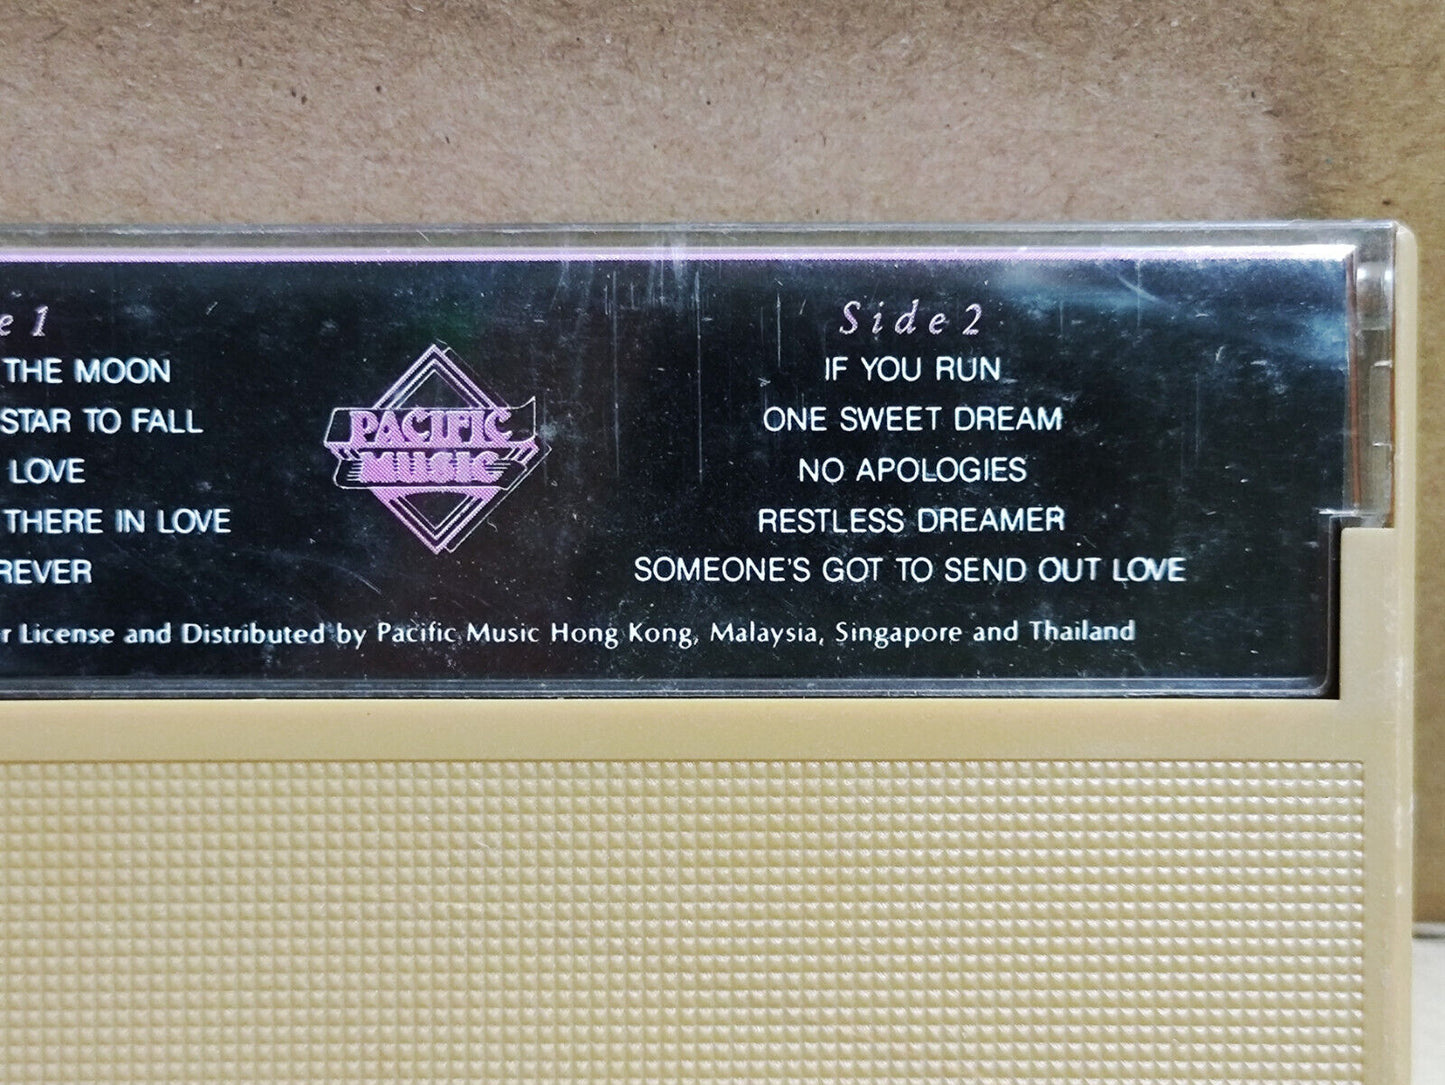 e 1
THE MOON
STAR TO FALL
LOVE
THERE IN LOVE
REVER
PACIFIC
MUSIC
Side 2
IF YOU RUN
ONE SWEET DREAM
NO APOLOGIES
RESTLESS DREAMER
SOMEONE'S GOT TO SEND OUT LOVE
r License and Distributed by Pacific Music Hong Kong, Malaysia, Singapore and Thailand